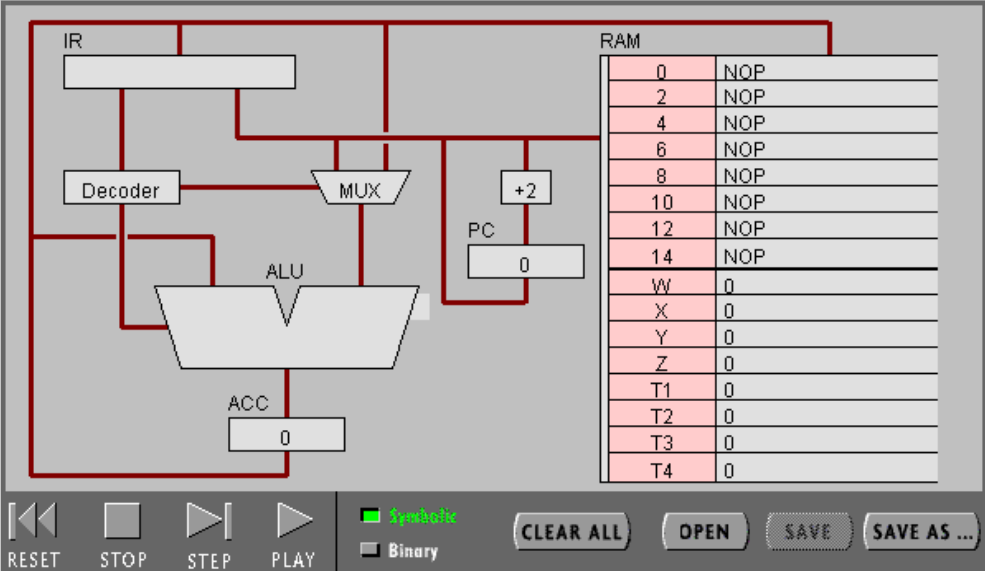 IR
RAM
0 NOP
2 NOP
4 NOP
6 NOP
8 NOP
10 NOP
12 NOP
14 NOP
W 0
X 0
Y 0
Z 0
T1 0
T2 0
T3 0
T4 0
Decoder
MUX
+2
PC
0
ALU
ACC
0
RESET
STOP
STEP
PLAY
Symbolic
Binary
CLEAR ALL
OPEN
SAVE
SAVE AS ...